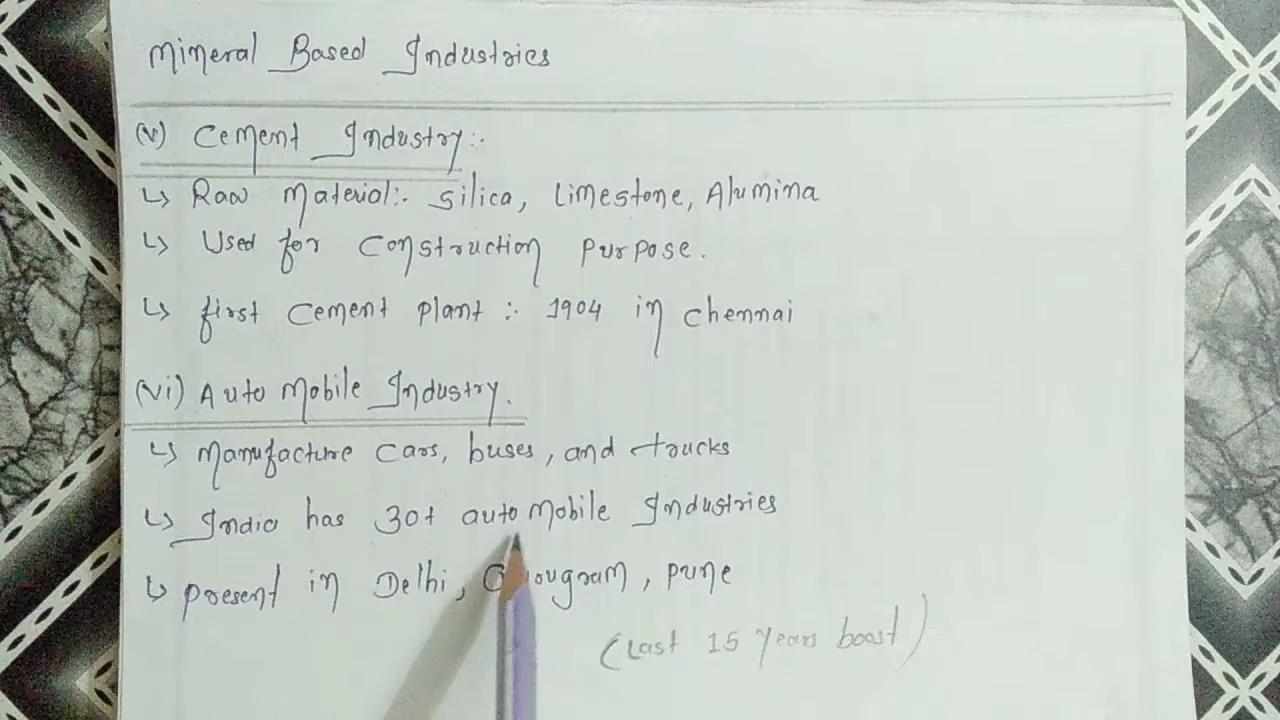 Mineral Based Industries
(v) Cement Industry:-
↳ Raw Material:- Silica, Limestone, Alumina
↳ Used for Construction Purpose.
↳ first Cement Plant :- 1904 in Chennai
(vi) Auto Mobile Industry.
↳ Manufacture Cars, buses, and trucks
↳ India has 30+ auto Mobile Industries
↳ Present in Delhi, Pune
(Last 15 Years boost)